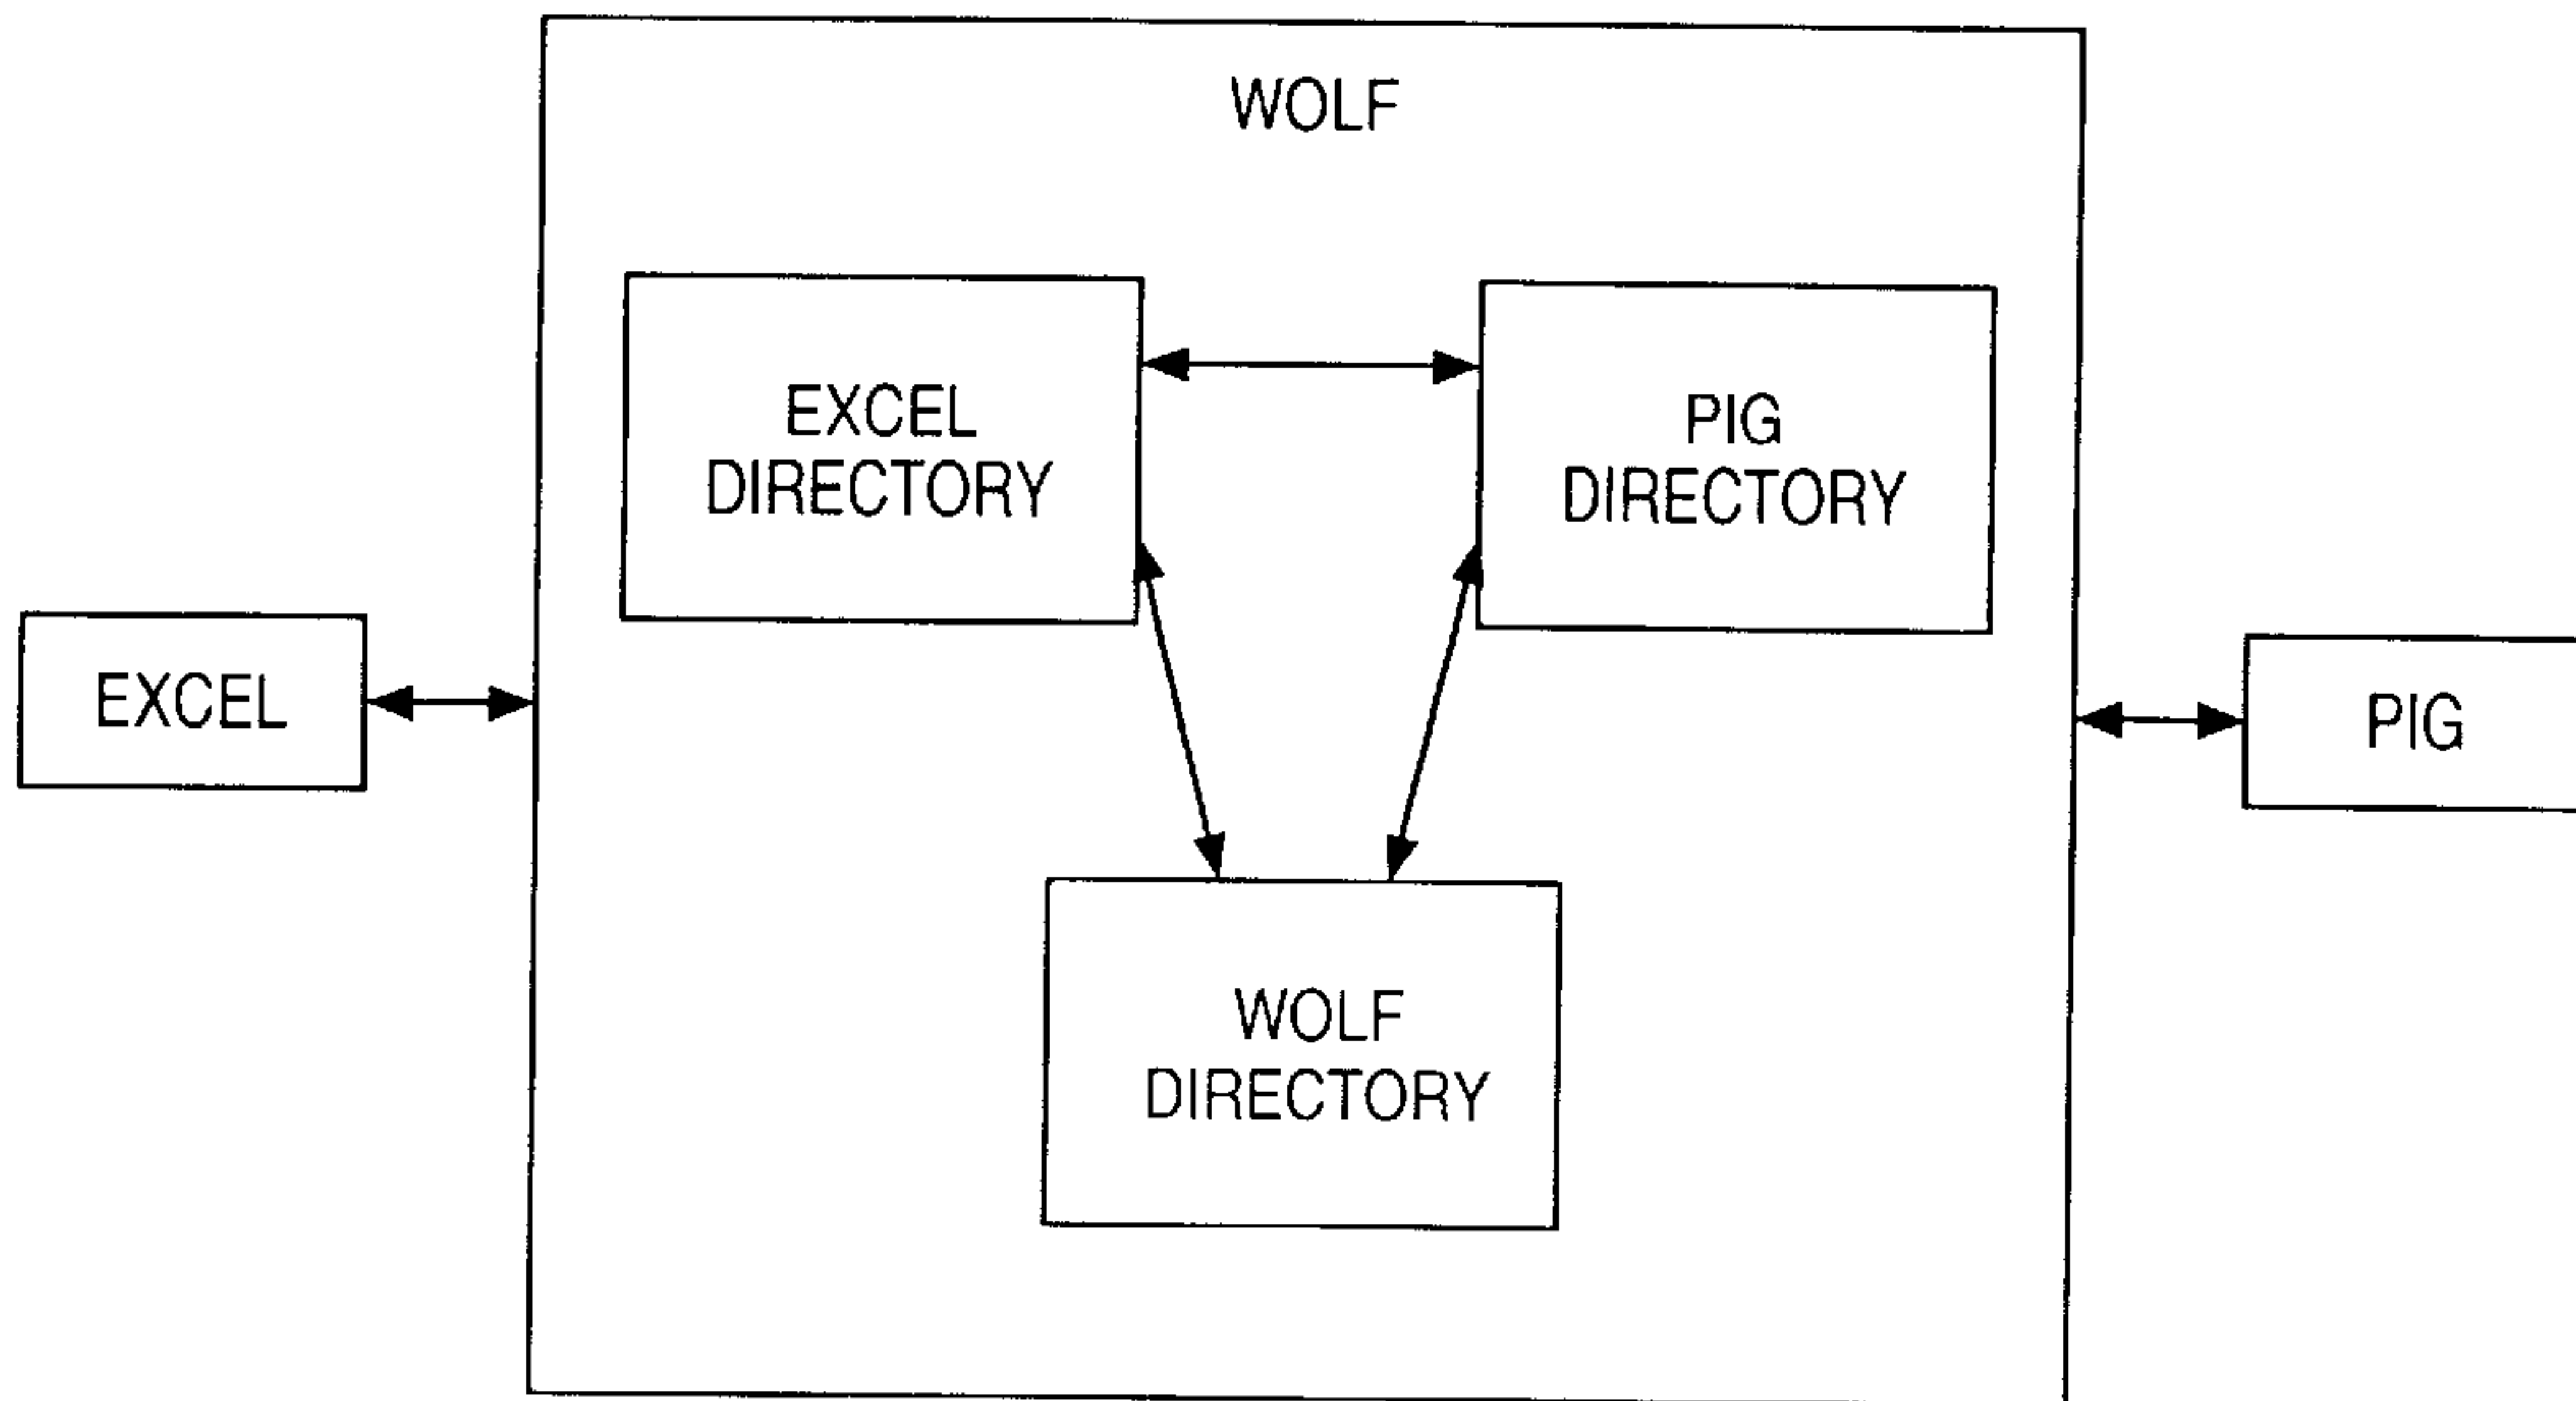 WOLF
EXCEL
DIRECTORY
PIG
DIRECTORY
EXCEL
PIG
WOLF
DIRECTORY